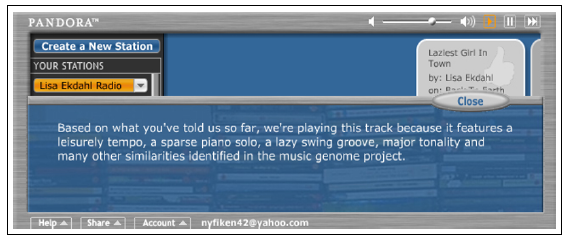 PANDORA™
Create a New Station
YOUR STATIONS
Lisa Ekdahl Radio
Laziest Girl In
Town
by: Lisa Ekdahl
on: Back To Earth
Close
Based on what you've told us so far, we're playing this track because it features a
leisurely tempo, a sparse piano solo, a lazy swing groove, major tonality and
many other similarities identified in the music genome project.
Help Share Account nyfiken42@yahoo.com